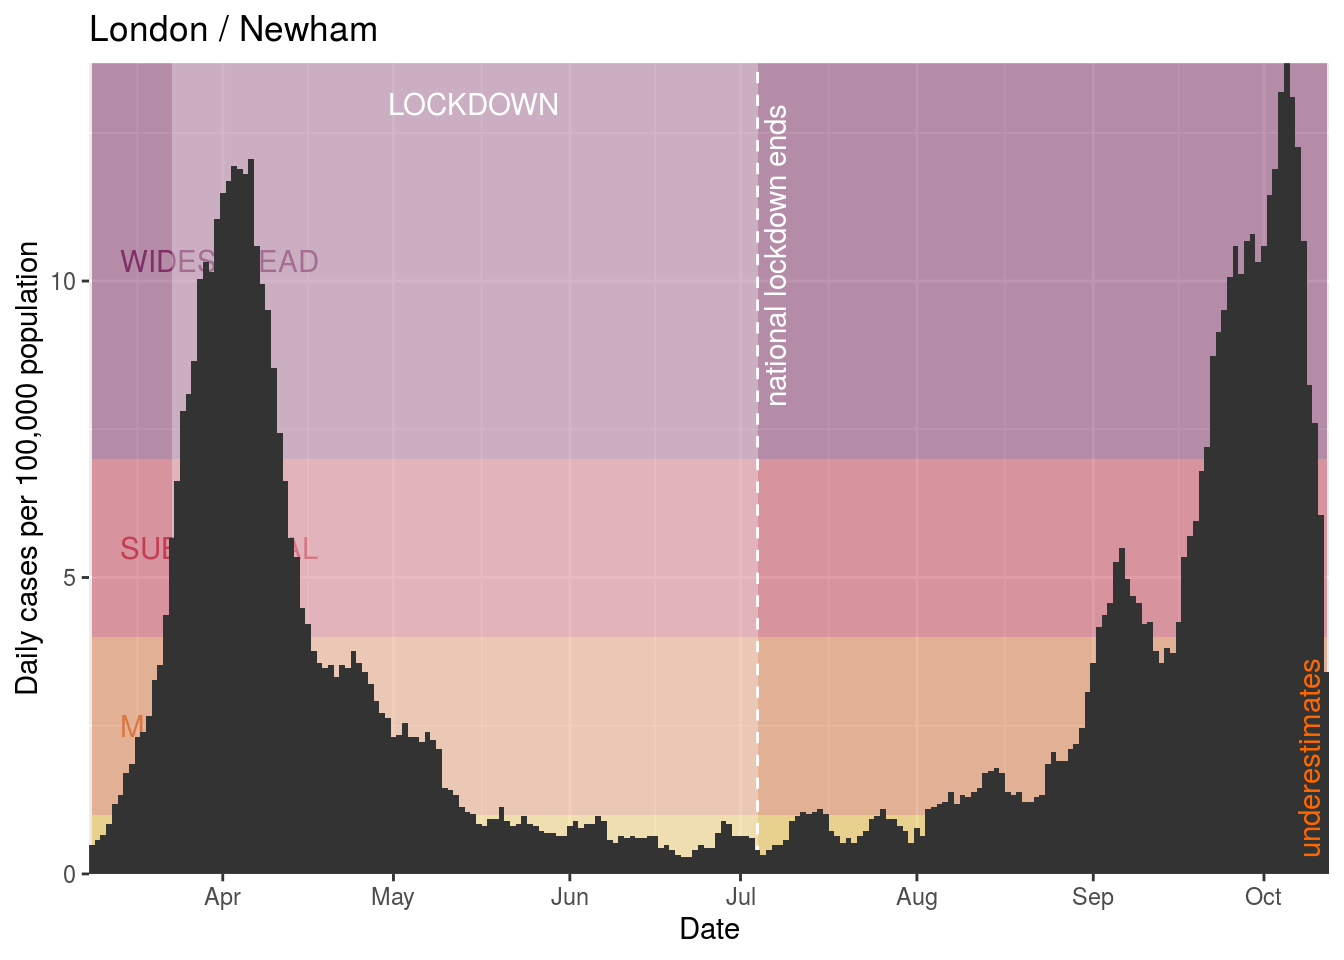 London / Newham
Daily cases per 100,000 population
10
5
0
LOCKDOWN
national lockdown ends
underestimates
Apr
May
Jun
Jul
Aug
Sep
Oct
Date